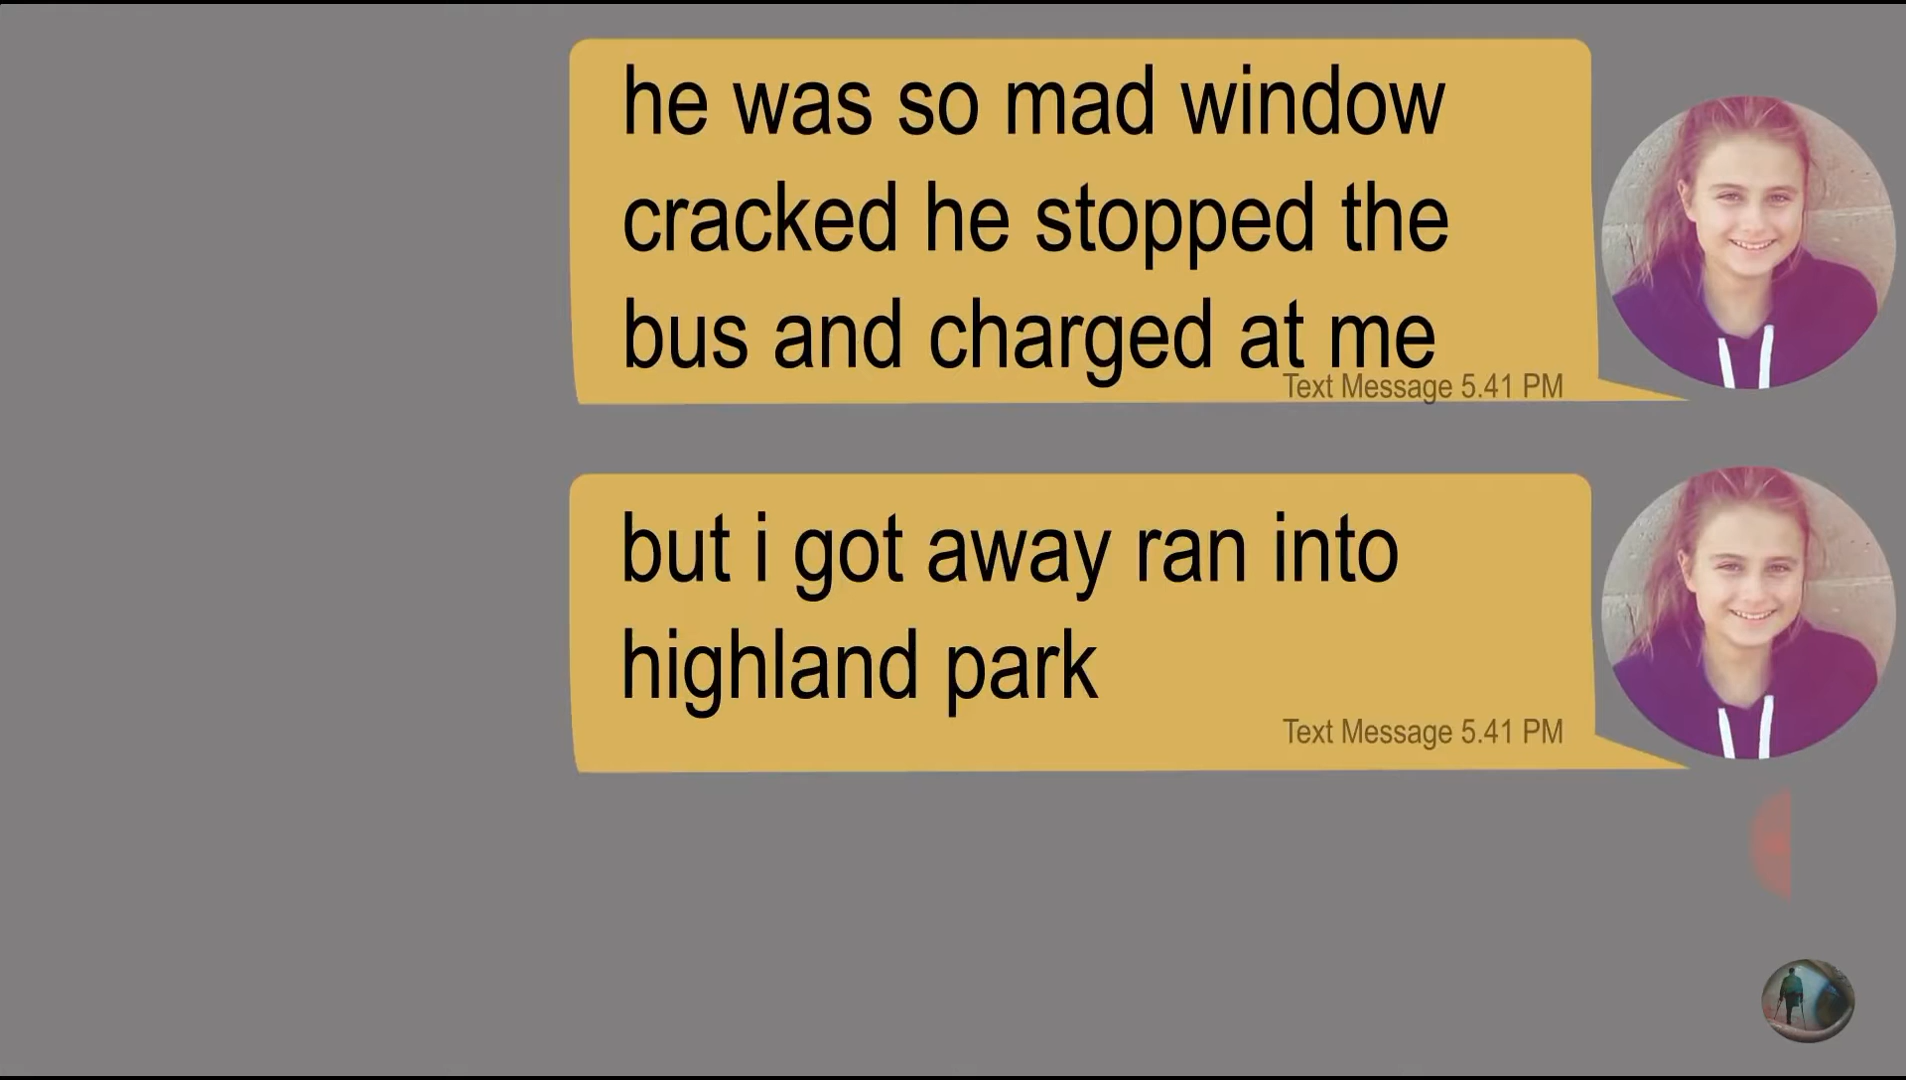 he was so mad window
cracked he stopped the
bus and charged at me
Text Message 5.41 PM
but i got away ran into
highland park
Text Message 5.41 PM